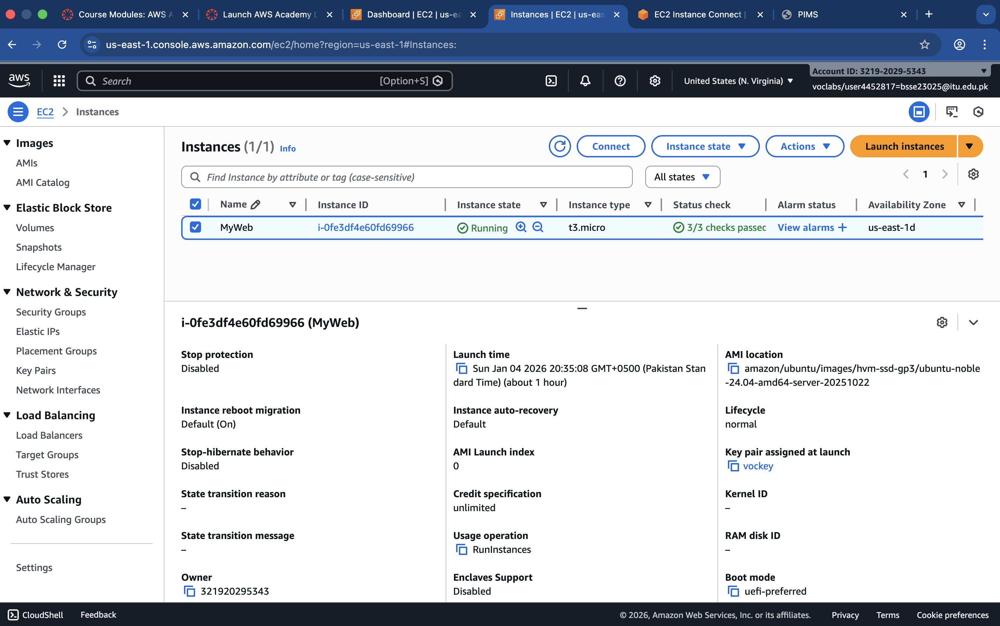 Course Modules: AWS A
Launch AWS Academy L
Dashboard | EC2 | us-ea
Instances | EC2 | us-eas
EC2 Instance Connect |
PIMS
us-east-1.console.aws.amazon.com/ec2/home?region=us-east-1#Instances:
aws
Search
[Option+S]
United States (N. Virginia)
Account ID: 3219-2029-5343
voclabs/user4452817=bsse23025@itu.edu.pk
EC2 > Instances
Images
AMIs
AMI Catalog
Elastic Block Store
Volumes
Snapshots
Lifecycle Manager
Network & Security
Security Groups
Elastic IPs
Placement Groups
Key Pairs
Network Interfaces
Load Balancing
Load Balancers
Target Groups
Trust Stores
Auto Scaling
Auto Scaling Groups
Settings
Instances (1/1) Info
Connect
Instance state
Actions
Launch instances
Find Instance by attribute or tag (case-sensitive)
All states
1
Name Instance ID Instance state Instance type Status check Alarm status Availability Zone
MyWeb i-0fe3df4e60fd69966 Running t3.micro 3/3 checks passec View alarms + us-east-1d
i-0fe3df4e60fd69966 (MyWeb)
Stop protection
Disabled
Launch time
Sun Jan 04 2026 20:35:08 GMT+0500 (Pakistan Stan
dard Time) (about 1 hour)
AMI location
amazon/ubuntu/images/hvm-ssd-gp3/ubuntu-noble
-24.04-amd64-server-20251022
Instance reboot migration
Default (On)
Instance auto-recovery
Default
Lifecycle
normal
Stop-hibernate behavior
Disabled
AMI Launch index
0
Key pair assigned at launch
vockey
State transition reason
–
Credit specification
unlimited
Kernel ID
–
State transition message
–
Usage operation
RunInstances
RAM disk ID
–
Owner
321920295343
Enclaves Support
Disabled
Boot mode
uefi-preferred
CloudShell
Feedback
© 2026, Amazon Web Services, Inc. or its affiliates.
Privacy
Terms
Cookie preferences